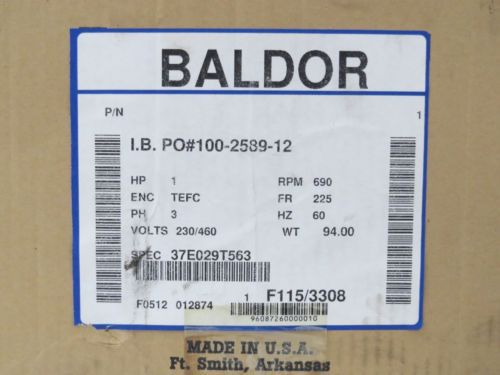 BALDOR
P/N 1
I.B. PO#100-2589-12
HP 1 RPM 690
ENC TEFC FR 225
PH 3 HZ 60
VOLTS 230/460 WT 94.00
SPEC 37E029T563
F0512 012874 1 F115/3308
96087260000010
MADE IN U.S.A.
Ft. Smith, Arkansas